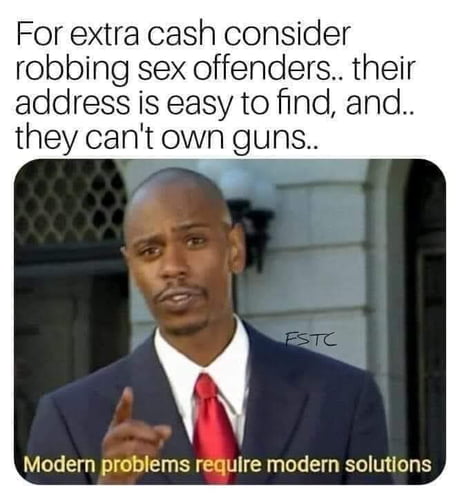 For extra cash consider
robbing sex offenders.. their
address is easy to find, and..
they can't own guns..
FSTC
Modern problems require modern solutions